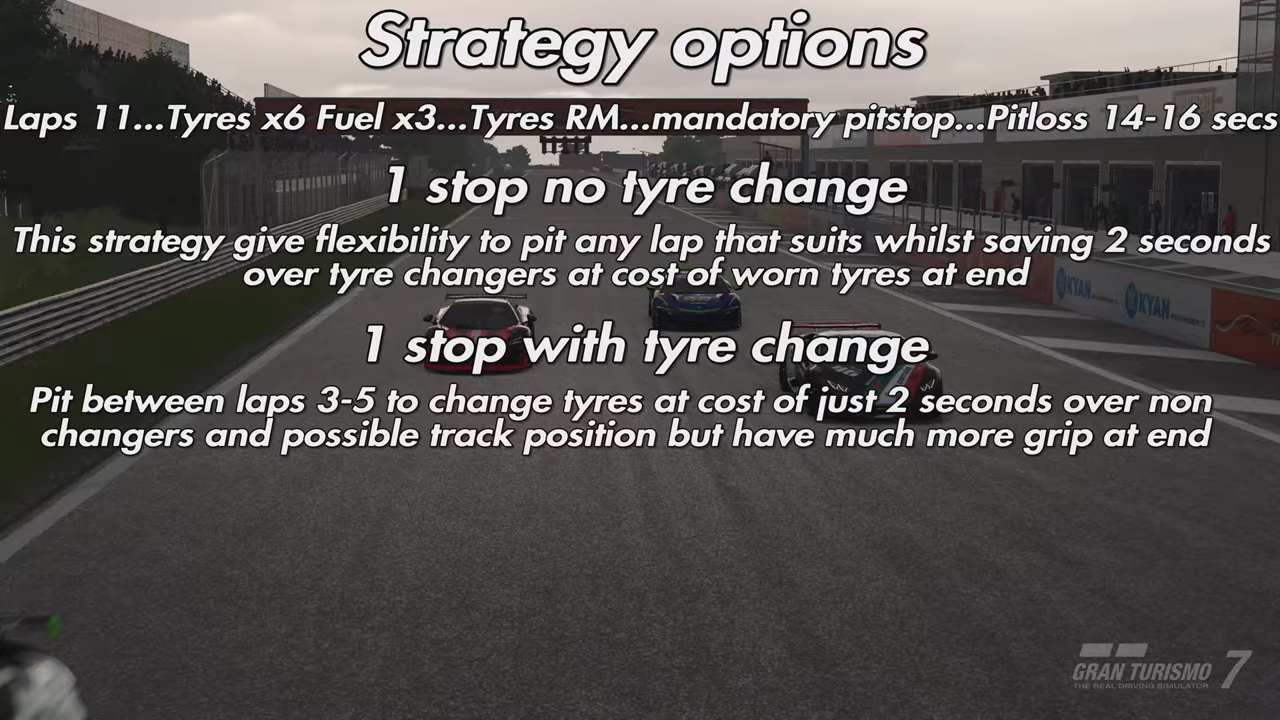 Strategy options
Laps 11...Tyres x6 Fuel x3...Tyres RM...mandatory pitstop...Pitloss 14-16 secs
1 stop no tyre change
This strategy give flexibility to pit any lap that suits whilst saving 2 seconds
over tyre changers at cost of worn tyres at end
1 stop with tyre change
Pit between laps 3-5 to change tyres at cost of just 2 seconds over non
changers and possible track position but have much more grip at end
KYAN
KYAN
GRAN TURISMO 7
THE REAL DRIVING SIMULATOR